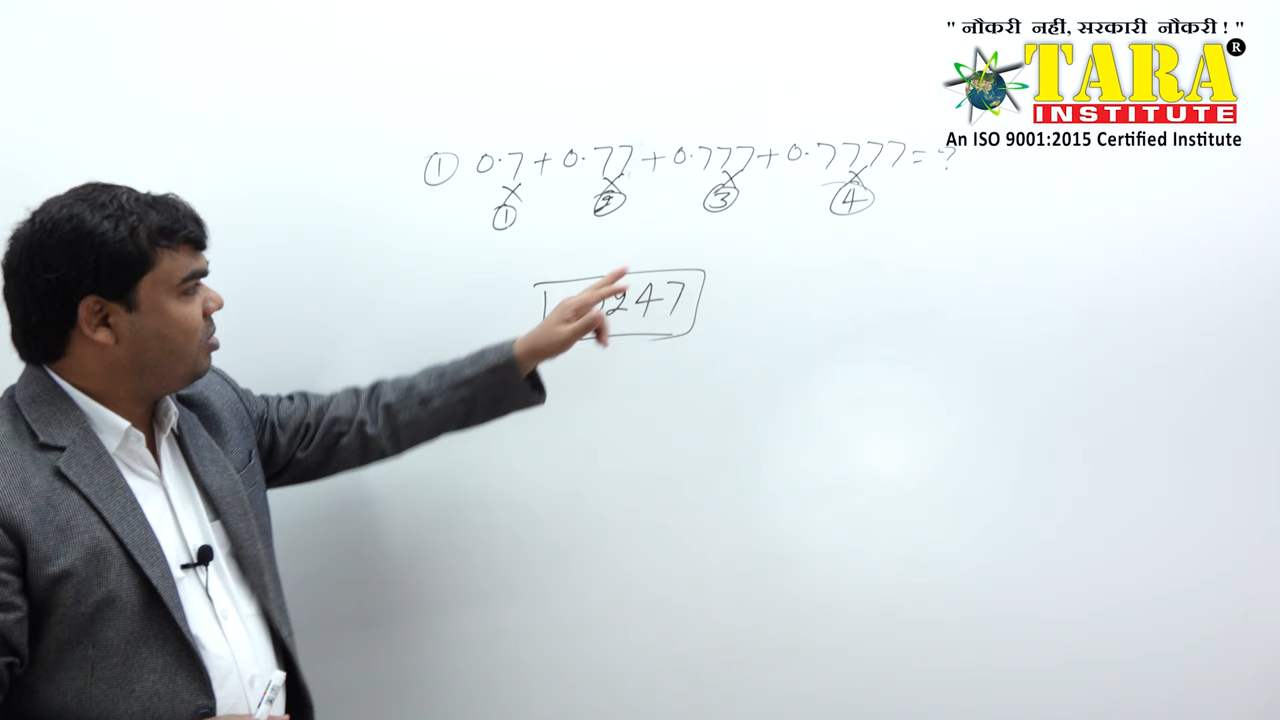 " नौकरी नहीं, सरकारी नौकरी ! "
TARA ®
INSTITUTE
An ISO 9001:2015 Certified Institute
① 0.7 + 0.77 + 0.777 + 0.7777 = ?
① ② ③ ④
247